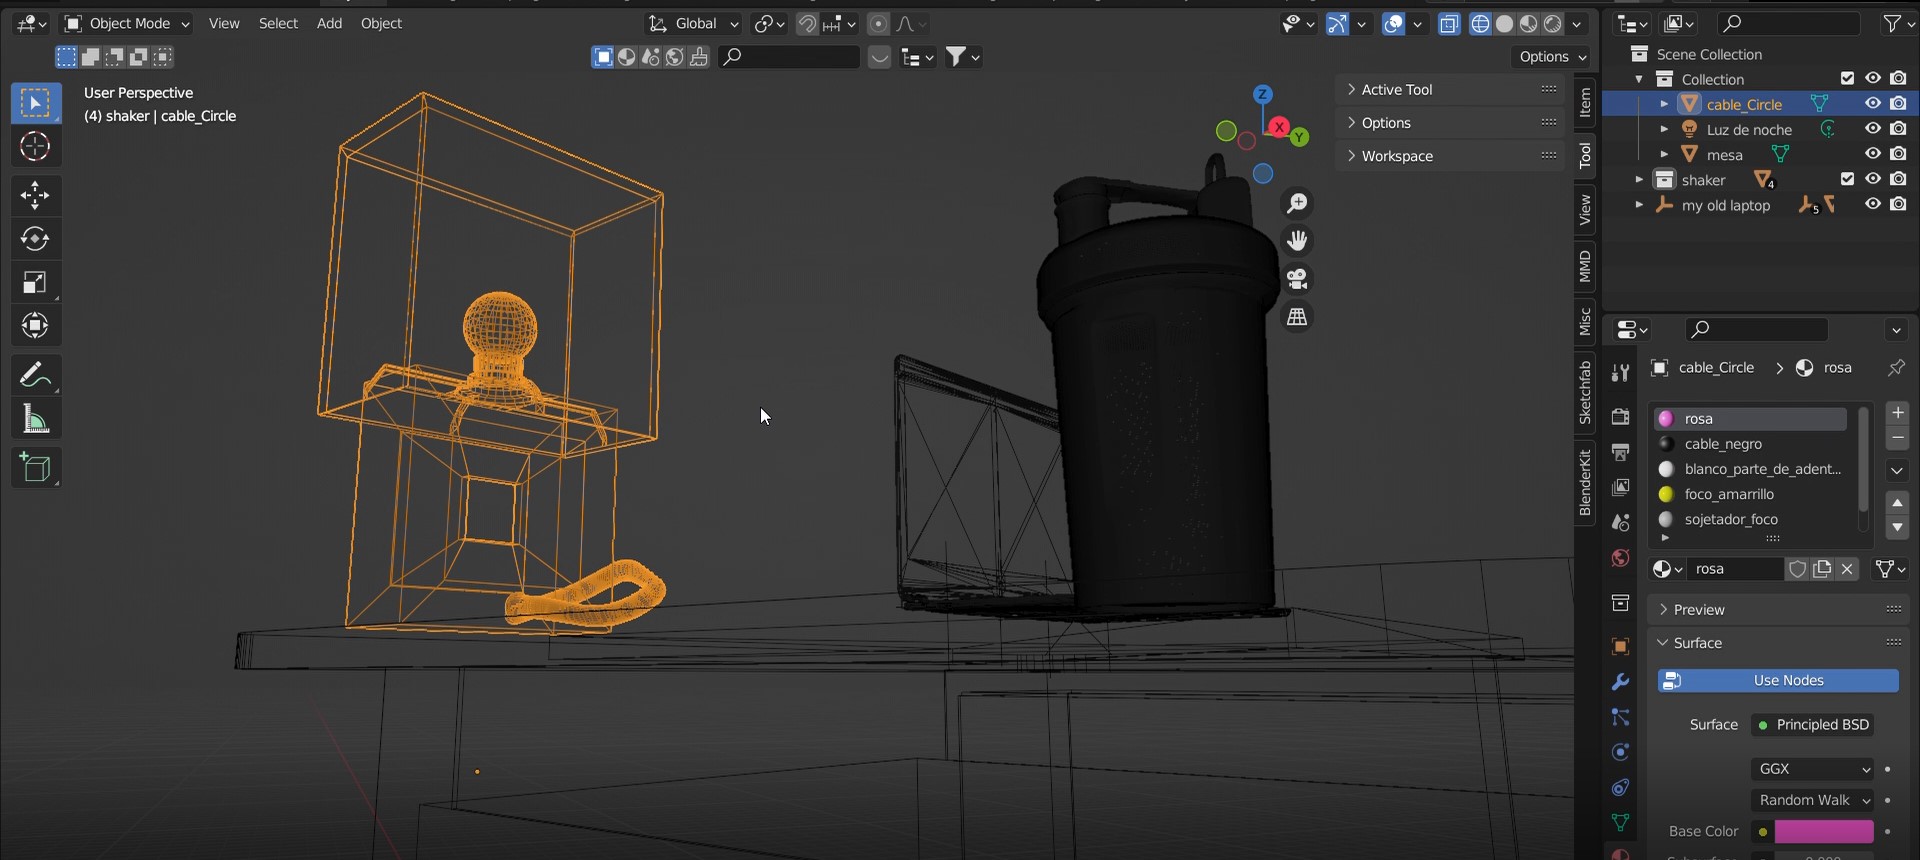 Object Mode View Select Add Object Global
Options
User Perspective
(4) shaker | cable_Circle
Z
X
Y
Active Tool
Options
Workspace
Item
Tool
View
MMD
Misc
Sketchfab
BlenderKit
Scene Collection
Collection
cable_Circle
Luz de noche
mesa
shaker 4
my old laptop 5
cable_Circle > rosa
rosa
cable_negro
blanco_parte_de_adent...
foco_amarrillo
sojetador_foco
rosa
Preview
Surface
Use Nodes
Surface Principled BSD
GGX
Random Walk
Base Color